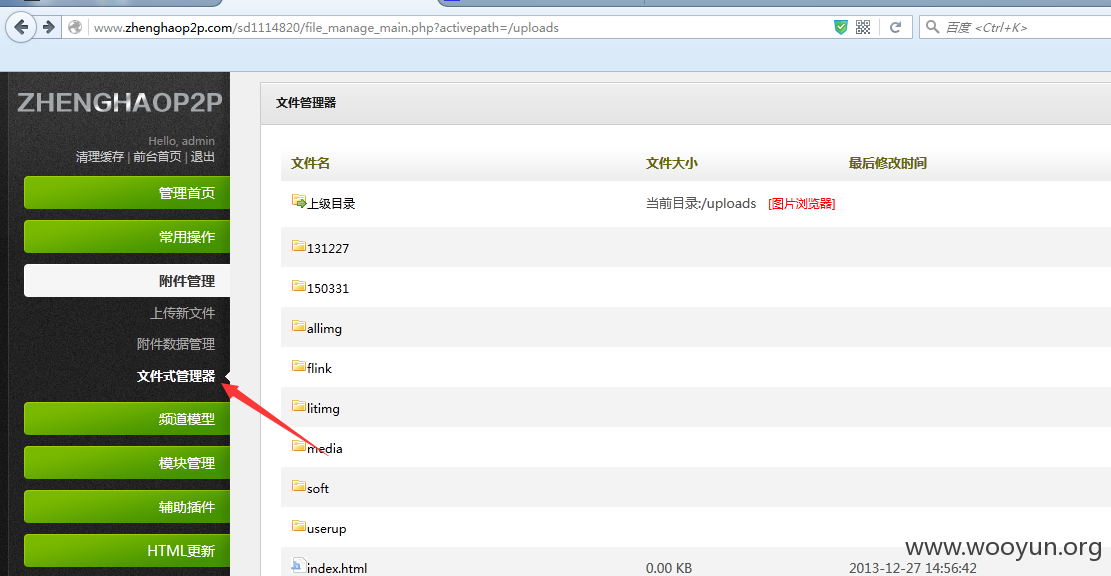 www.zhenghaop2p.com/sd1114820/file_manage_main.php?activepath=/uploads
百度 <Ctrl+K>
ZHENGHAOP2P
Hello, admin
清理缓存 | 前台首页 | 退出
管理首页
常用操作
附件管理
上传新文件
附件数据管理
文件式管理器
频道模型
模块管理
辅助插件
HTML更新
文件管理器
文件名 文件大小 最后修改时间
上级目录 当前目录:/uploads [图片浏览器]
131227
150331
allimg
flink
litimg
media
soft
userup
index.html 0.00 KB 2013-12-27 14:56:42
www.wooyun.org